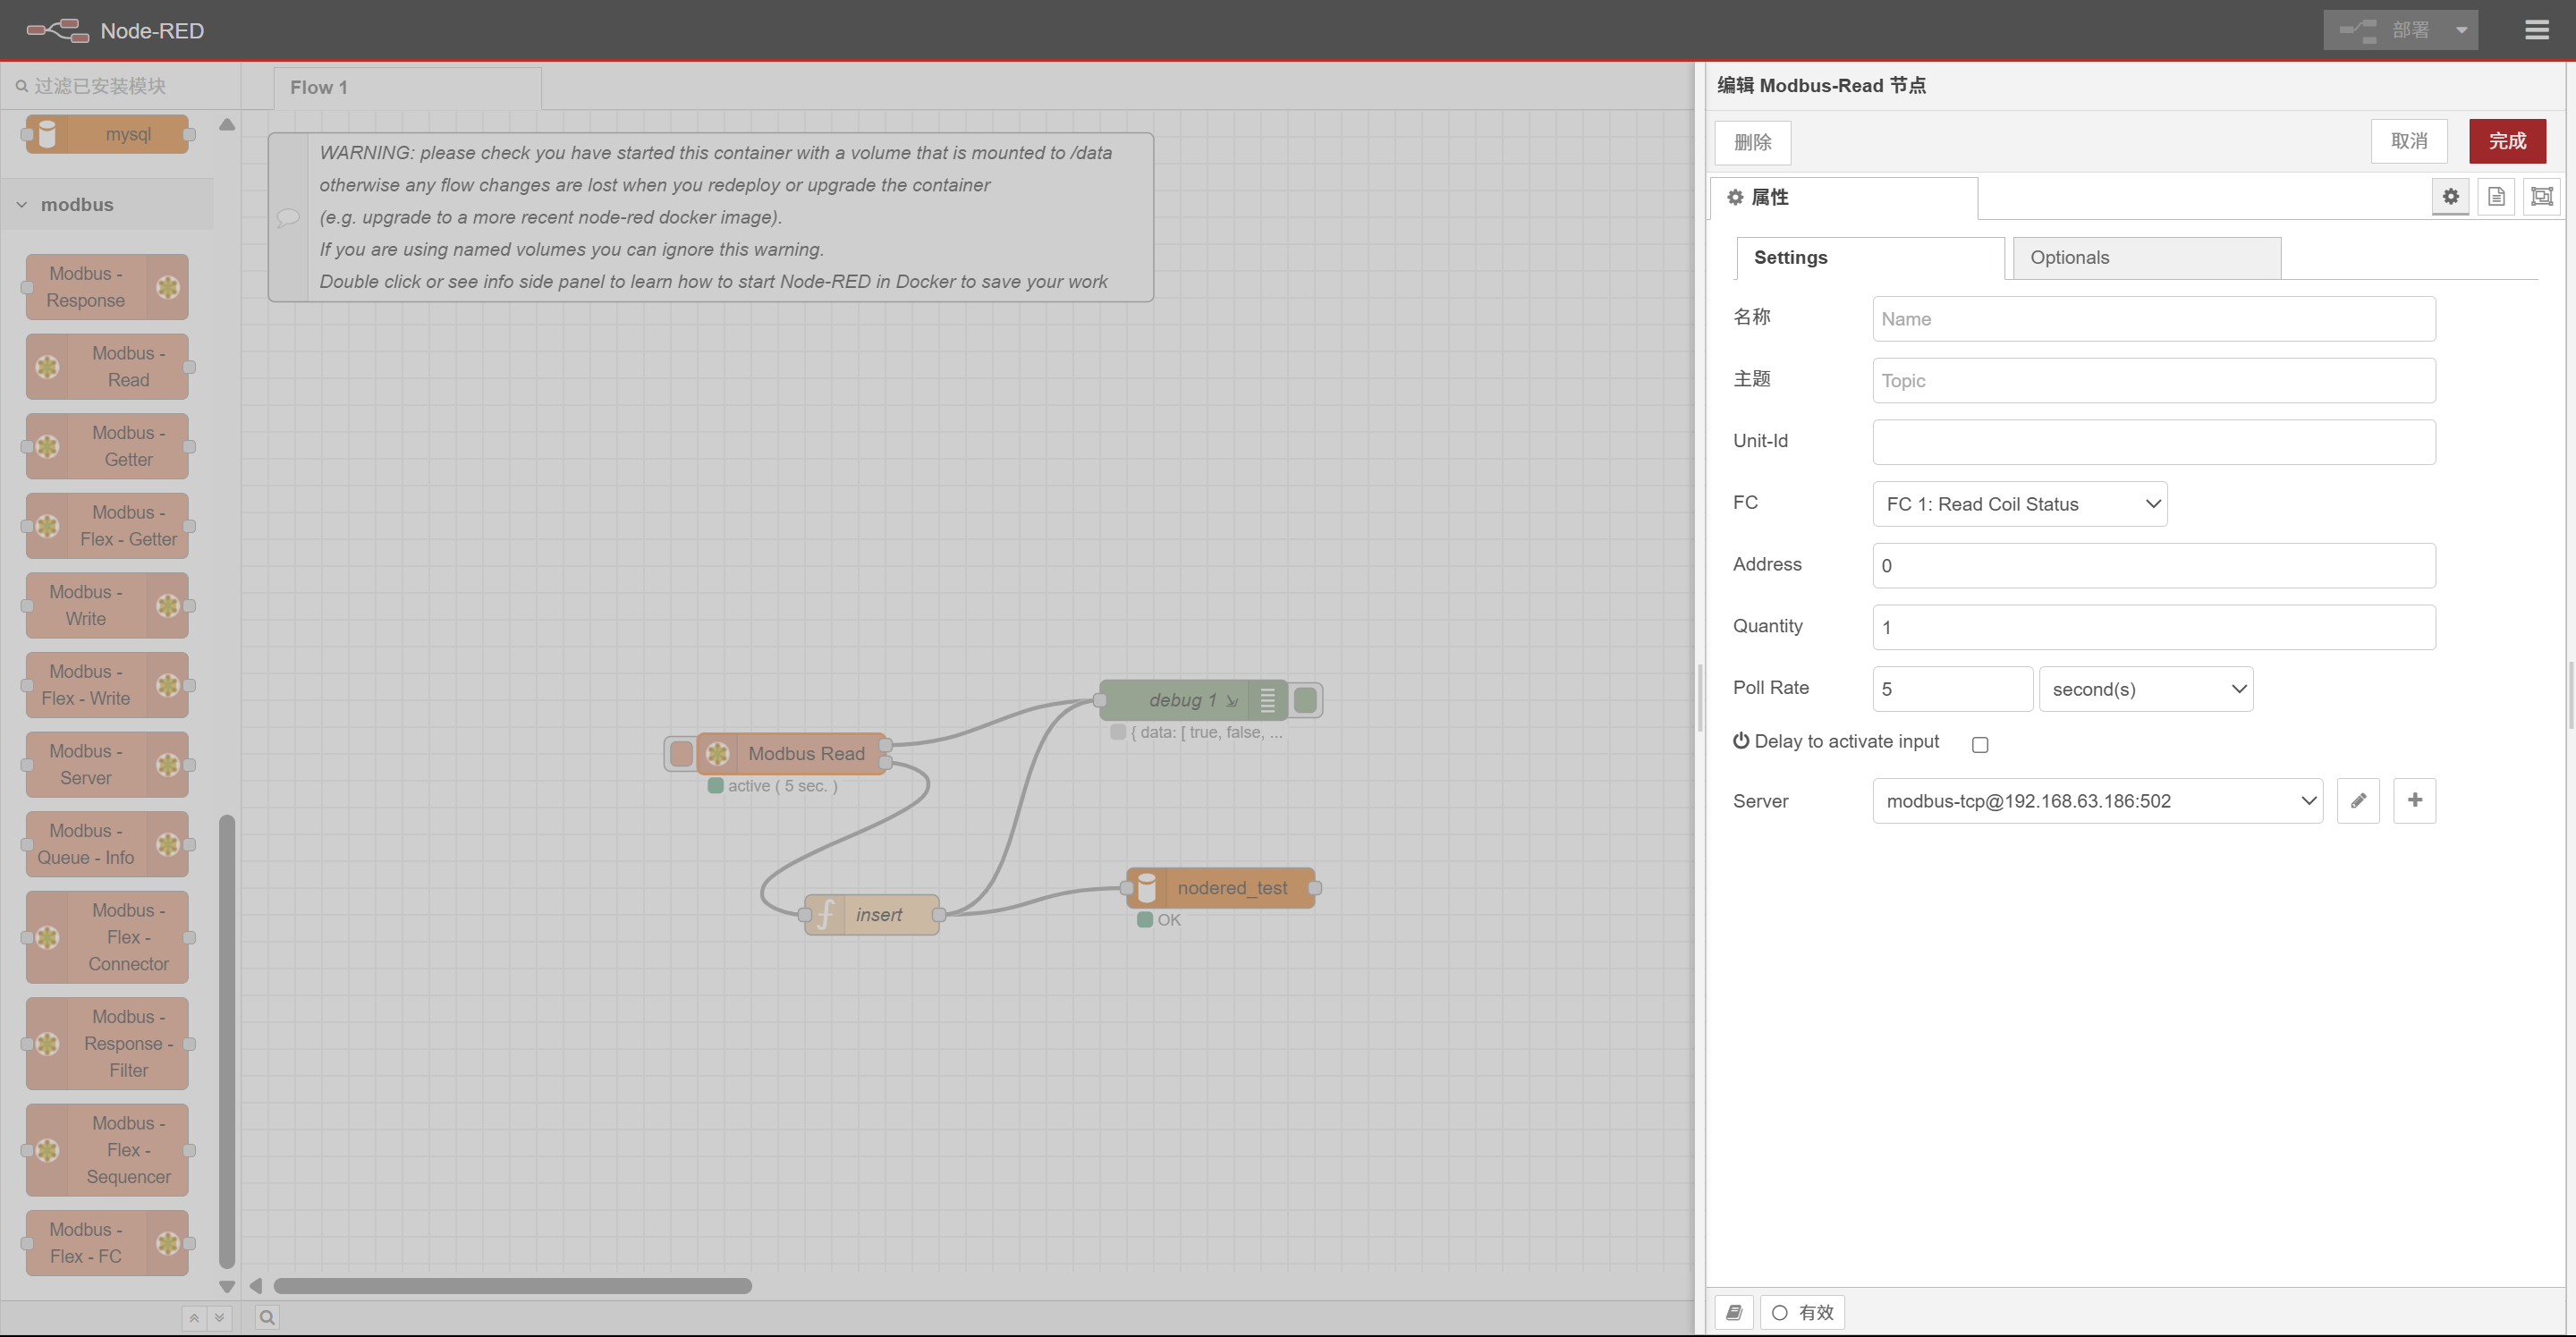 Node-RED
部署
过滤已安装模块
mysql
modbus
Modbus -
Response
Modbus -
Read
Modbus -
Getter
Modbus -
Flex - Getter
Modbus -
Write
Modbus -
Flex - Write
Modbus -
Server
Modbus -
Queue - Info
Modbus -
Flex -
Connector
Modbus -
Response -
Filter
Modbus -
Flex -
Sequencer
Modbus -
Flex - FC
Flow 1
WARNING: please check you have started this container with a volume that is mounted to /data
otherwise any flow changes are lost when you redeploy or upgrade the container
(e.g. upgrade to a more recent node-red docker image).
If you are using named volumes you can ignore this warning.
Double click or see info side panel to learn how to start Node-RED in Docker to save your work
debug 1
{ data: [ true, false, ...
Modbus Read
active ( 5 sec. )
nodered_test
OK
insert
编辑 Modbus-Read 节点
删除
取消
完成
属性
Settings
Optionals
名称
Name
主题
Topic
Unit-Id
FC
FC 1: Read Coil Status
Address
0
Quantity
1
Poll Rate
5
second(s)
Delay to activate input
Server
modbus-tcp@192.168.63.186:502
有效